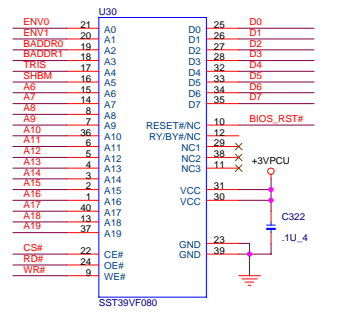 U30
ENV0 21 A0 D0 25 D0
ENV1 20 A1 D1 26 D1
BADDR0 19 A2 D2 27 D2
BADDR1 18 A3 D3 28 D3
TRIS 17 A4 D4 32 D4
SHBM 16 A5 D5 33 D5
A6 15 A6 D6 34 D6
A7 14 A7 D7 35 D7
A8 8 A8
A9 7 A9 RESET#/NC 10 BIOS_RST#
A10 36 A10 RY/BY#/NC 12
A11 6 A11 NC1 29
A12 5 A12 NC2 38
A13 4 A13 NC3 11
A14 3 A14 +3VPCU
A15 2 A15 VCC 31
A16 1 A16 VCC 30
A17 40 A17
A18 13 A18 C322
A19 37 A19 .1U_4
GND 23
CS# 22 CE# GND 39
RD# 24 OE#
WR# 9 WE#
SST39VF080